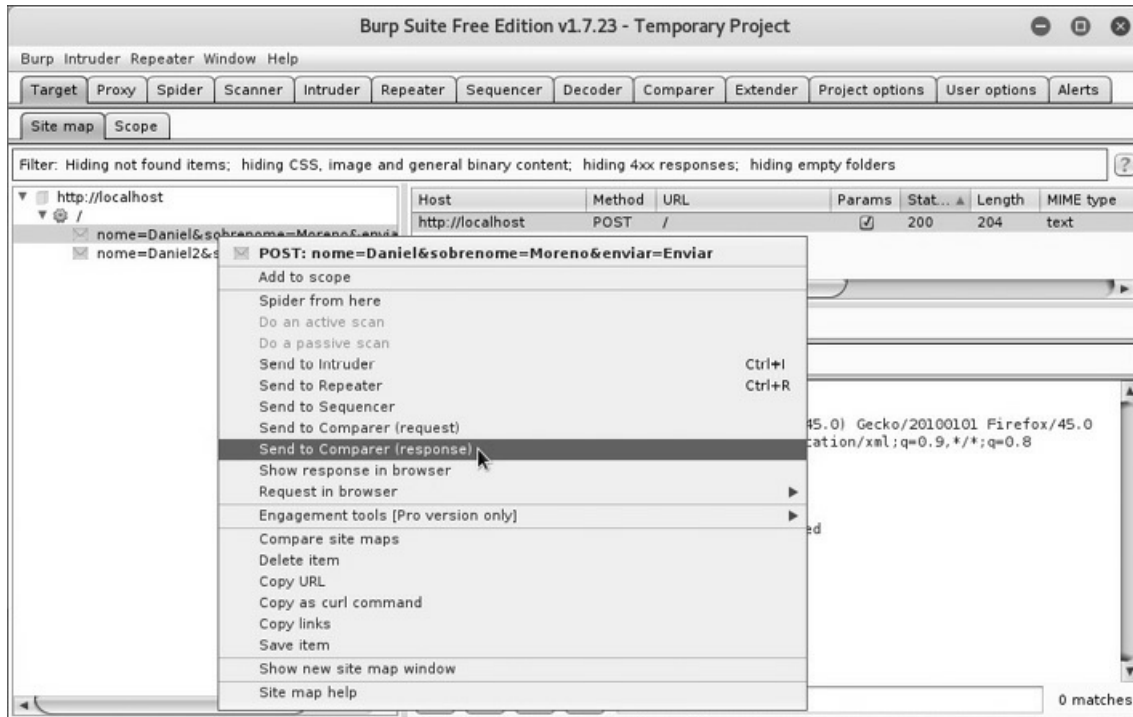 Burp Suite Free Edition v1.7.23 - Temporary Project
Burp Intruder Repeater Window Help
Target Proxy Spider Scanner Intruder Repeater Sequencer Decoder Comparer Extender Project options User options Alerts
Site map Scope
Filter: Hiding not found items; hiding CSS, image and general binary content; hiding 4xx responses; hiding empty folders ?
http://localhost
/
nome=Daniel&sobrenome=Moreno&envia
nome=Daniel2&s
Host Method URL Params Stat... Length MIME type
http://localhost POST / 200 204 text
POST: nome=Daniel&sobrenome=Moreno&enviar=Enviar
Add to scope
Spider from here
Do an active scan
Do a passive scan
Send to Intruder Ctrl+I
Send to Repeater Ctrl+R
Send to Sequencer
Send to Comparer (request)
Send to Comparer (response)
Show response in browser
Request in browser
Engagement tools [Pro version only]
Compare site maps
Delete item
Copy URL
Copy as curl command
Copy links
Save item
Show new site map window
Site map help
45.0) Gecko/20100101 Firefox/45.0
cation/xml;q=0.9,*/*;q=0.8
ed
0 matches